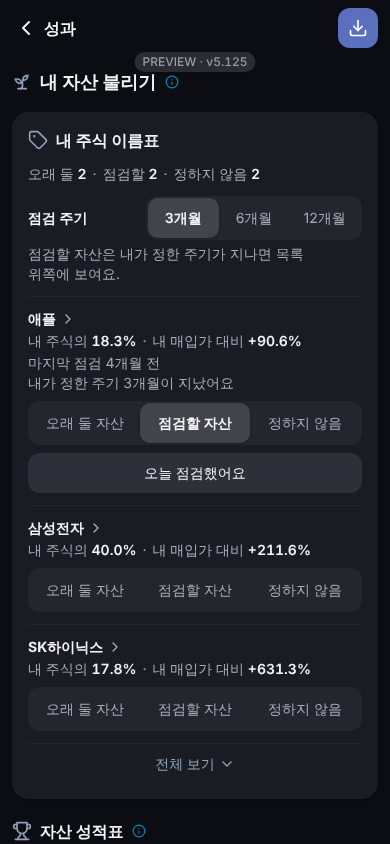 성과
PREVIEW · v5.125
내 자산 불리기
내 주식 이름표
오래 둘 2 · 점검할 2 · 정하지 않음 2
점검 주기 3개월 6개월 12개월
점검할 자산은 내가 정한 주기가 지나면 목록
위쪽에 보여요.
애플
내 주식의 18.3% · 내 매입가 대비 +90.6%
마지막 점검 4개월 전
내가 정한 주기 3개월이 지났어요
오래 둘 자산 점검할 자산 정하지 않음
오늘 점검했어요
삼성전자
내 주식의 40.0% · 내 매입가 대비 +211.6%
오래 둘 자산 점검할 자산 정하지 않음
SK하이닉스
내 주식의 17.8% · 내 매입가 대비 +631.3%
오래 둘 자산 점검할 자산 정하지 않음
전체 보기
자산 성적표